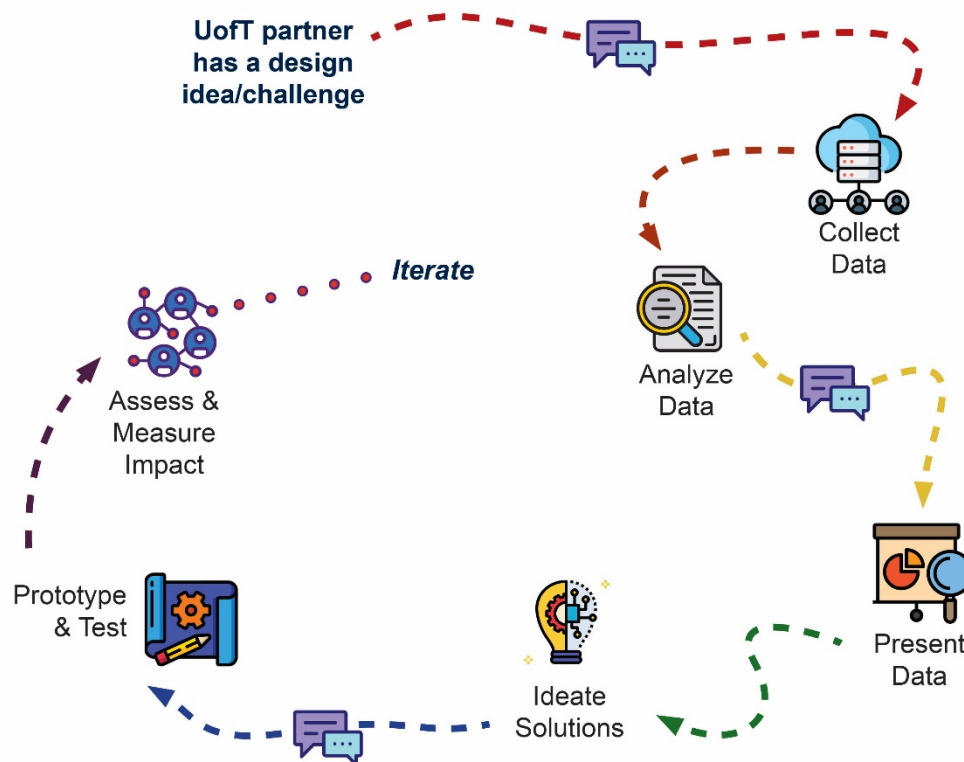 UofT partner
has a design
idea/challenge
Collect
Data
Analyze
Data
Present
Data
Ideate
Solutions
Prototype
& Test
Assess &
Measure
Impact
Iterate